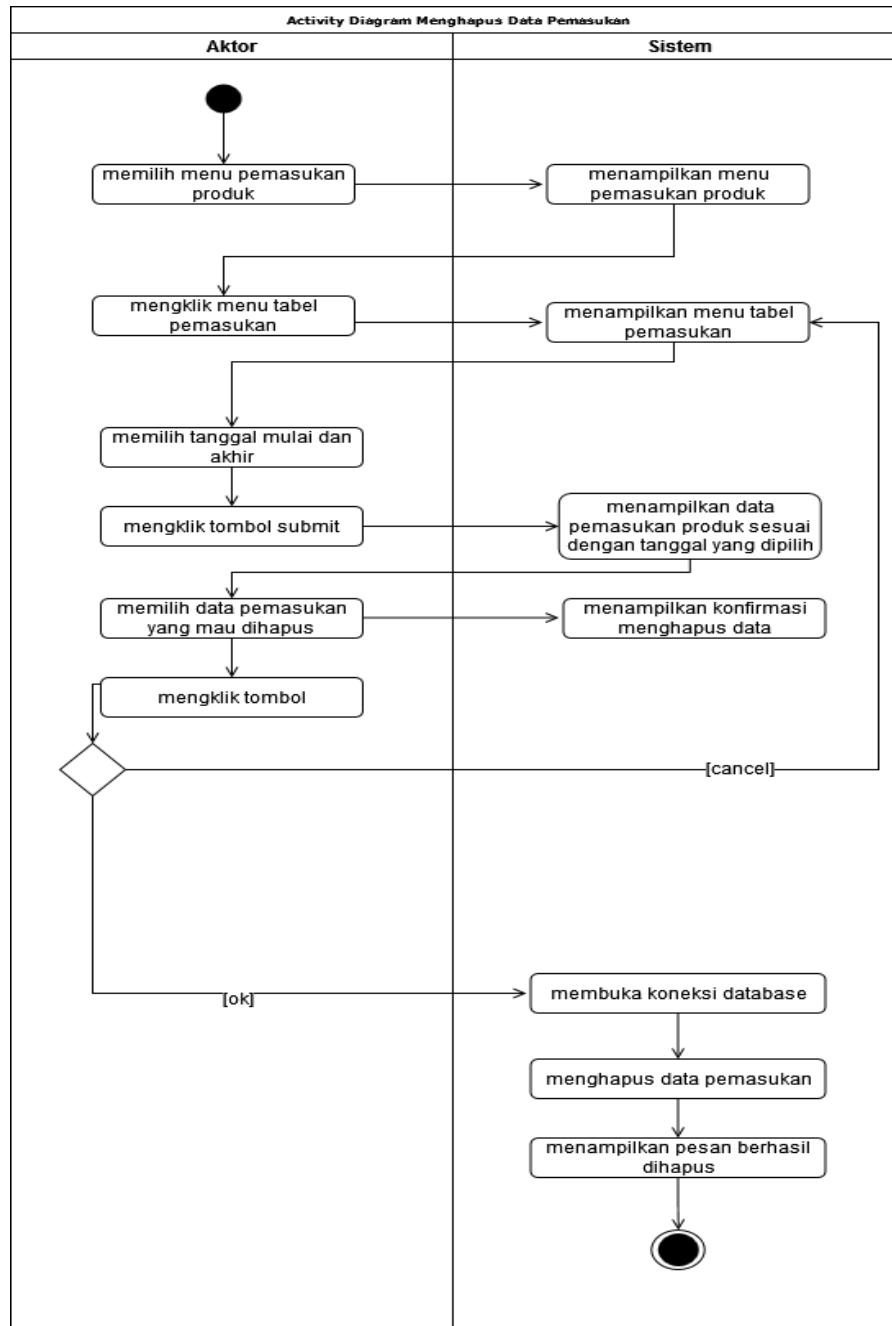 Activity Diagram Menghapus Data Pemasukan
Aktor
Sistem
memilih menu pemasukan
produk
menampilkan menu
pemasukan produk
mengklik menu tabel
pemasukan
menampilkan menu tabel
pemasukan
memilih tanggal mulai dan
akhir
mengklik tombol submit
menampilkan data
pemasukan produk sesuai
dengan tanggal yang dipilih
memilih data pemasukan
yang mau dihapus
menampilkan konfirmasi
menghapus data
mengklik tombol
[cancel]
[ok]
membuka koneksi database
menghapus data pemasukan
menampilkan pesan berhasil
dihapus